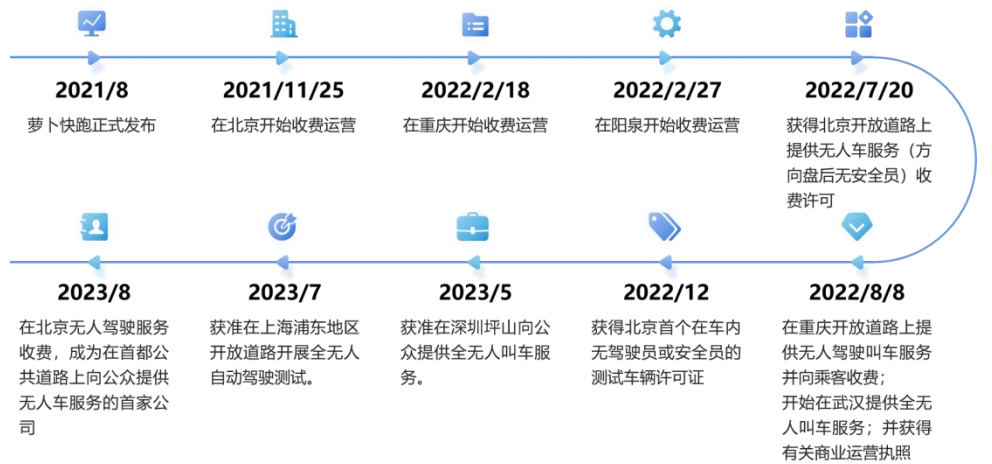 2021/8
萝卜快跑正式发布
2021/11/25
在北京开始收费运营
2022/2/18
在重庆开始收费运营
2022/2/27
在阳泉开始收费运营
2022/7/20
获得北京开放道路上
提供无人车服务（方
向盘后无安全员）收
费许可
2022/8/8
在重庆开放道路上提
供无人驾驶叫车服务
并向乘客收费；
开始在武汉提供全无
人叫车服务；并获得
有关商业运营执照
2022/12
获得北京首个在车内
无驾驶员或安全员的
测试车辆许可证
2023/5
获准在深圳坪山向公
众提供全无人叫车服
务。
2023/7
获准在上海浦东地区
开放道路开展全无人
自动驾驶测试。
2023/8
在北京无人驾驶服务
收费，成为在首都公
共道路上向公众提供
无人车服务的首家公
司